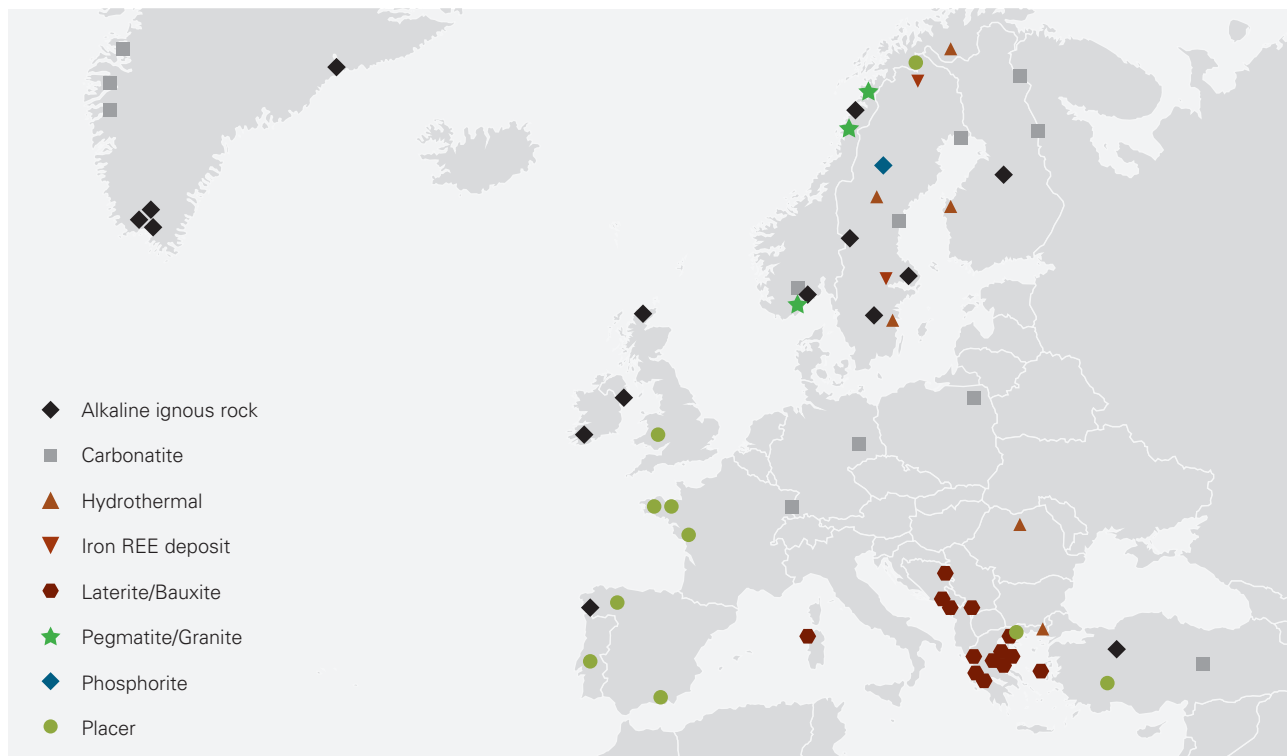 Alkaline ignous rock
Carbonatite
Hydrothermal
Iron REE deposit
Laterite/Bauxite
Pegmatite/Granite
Phosphorite
Placer